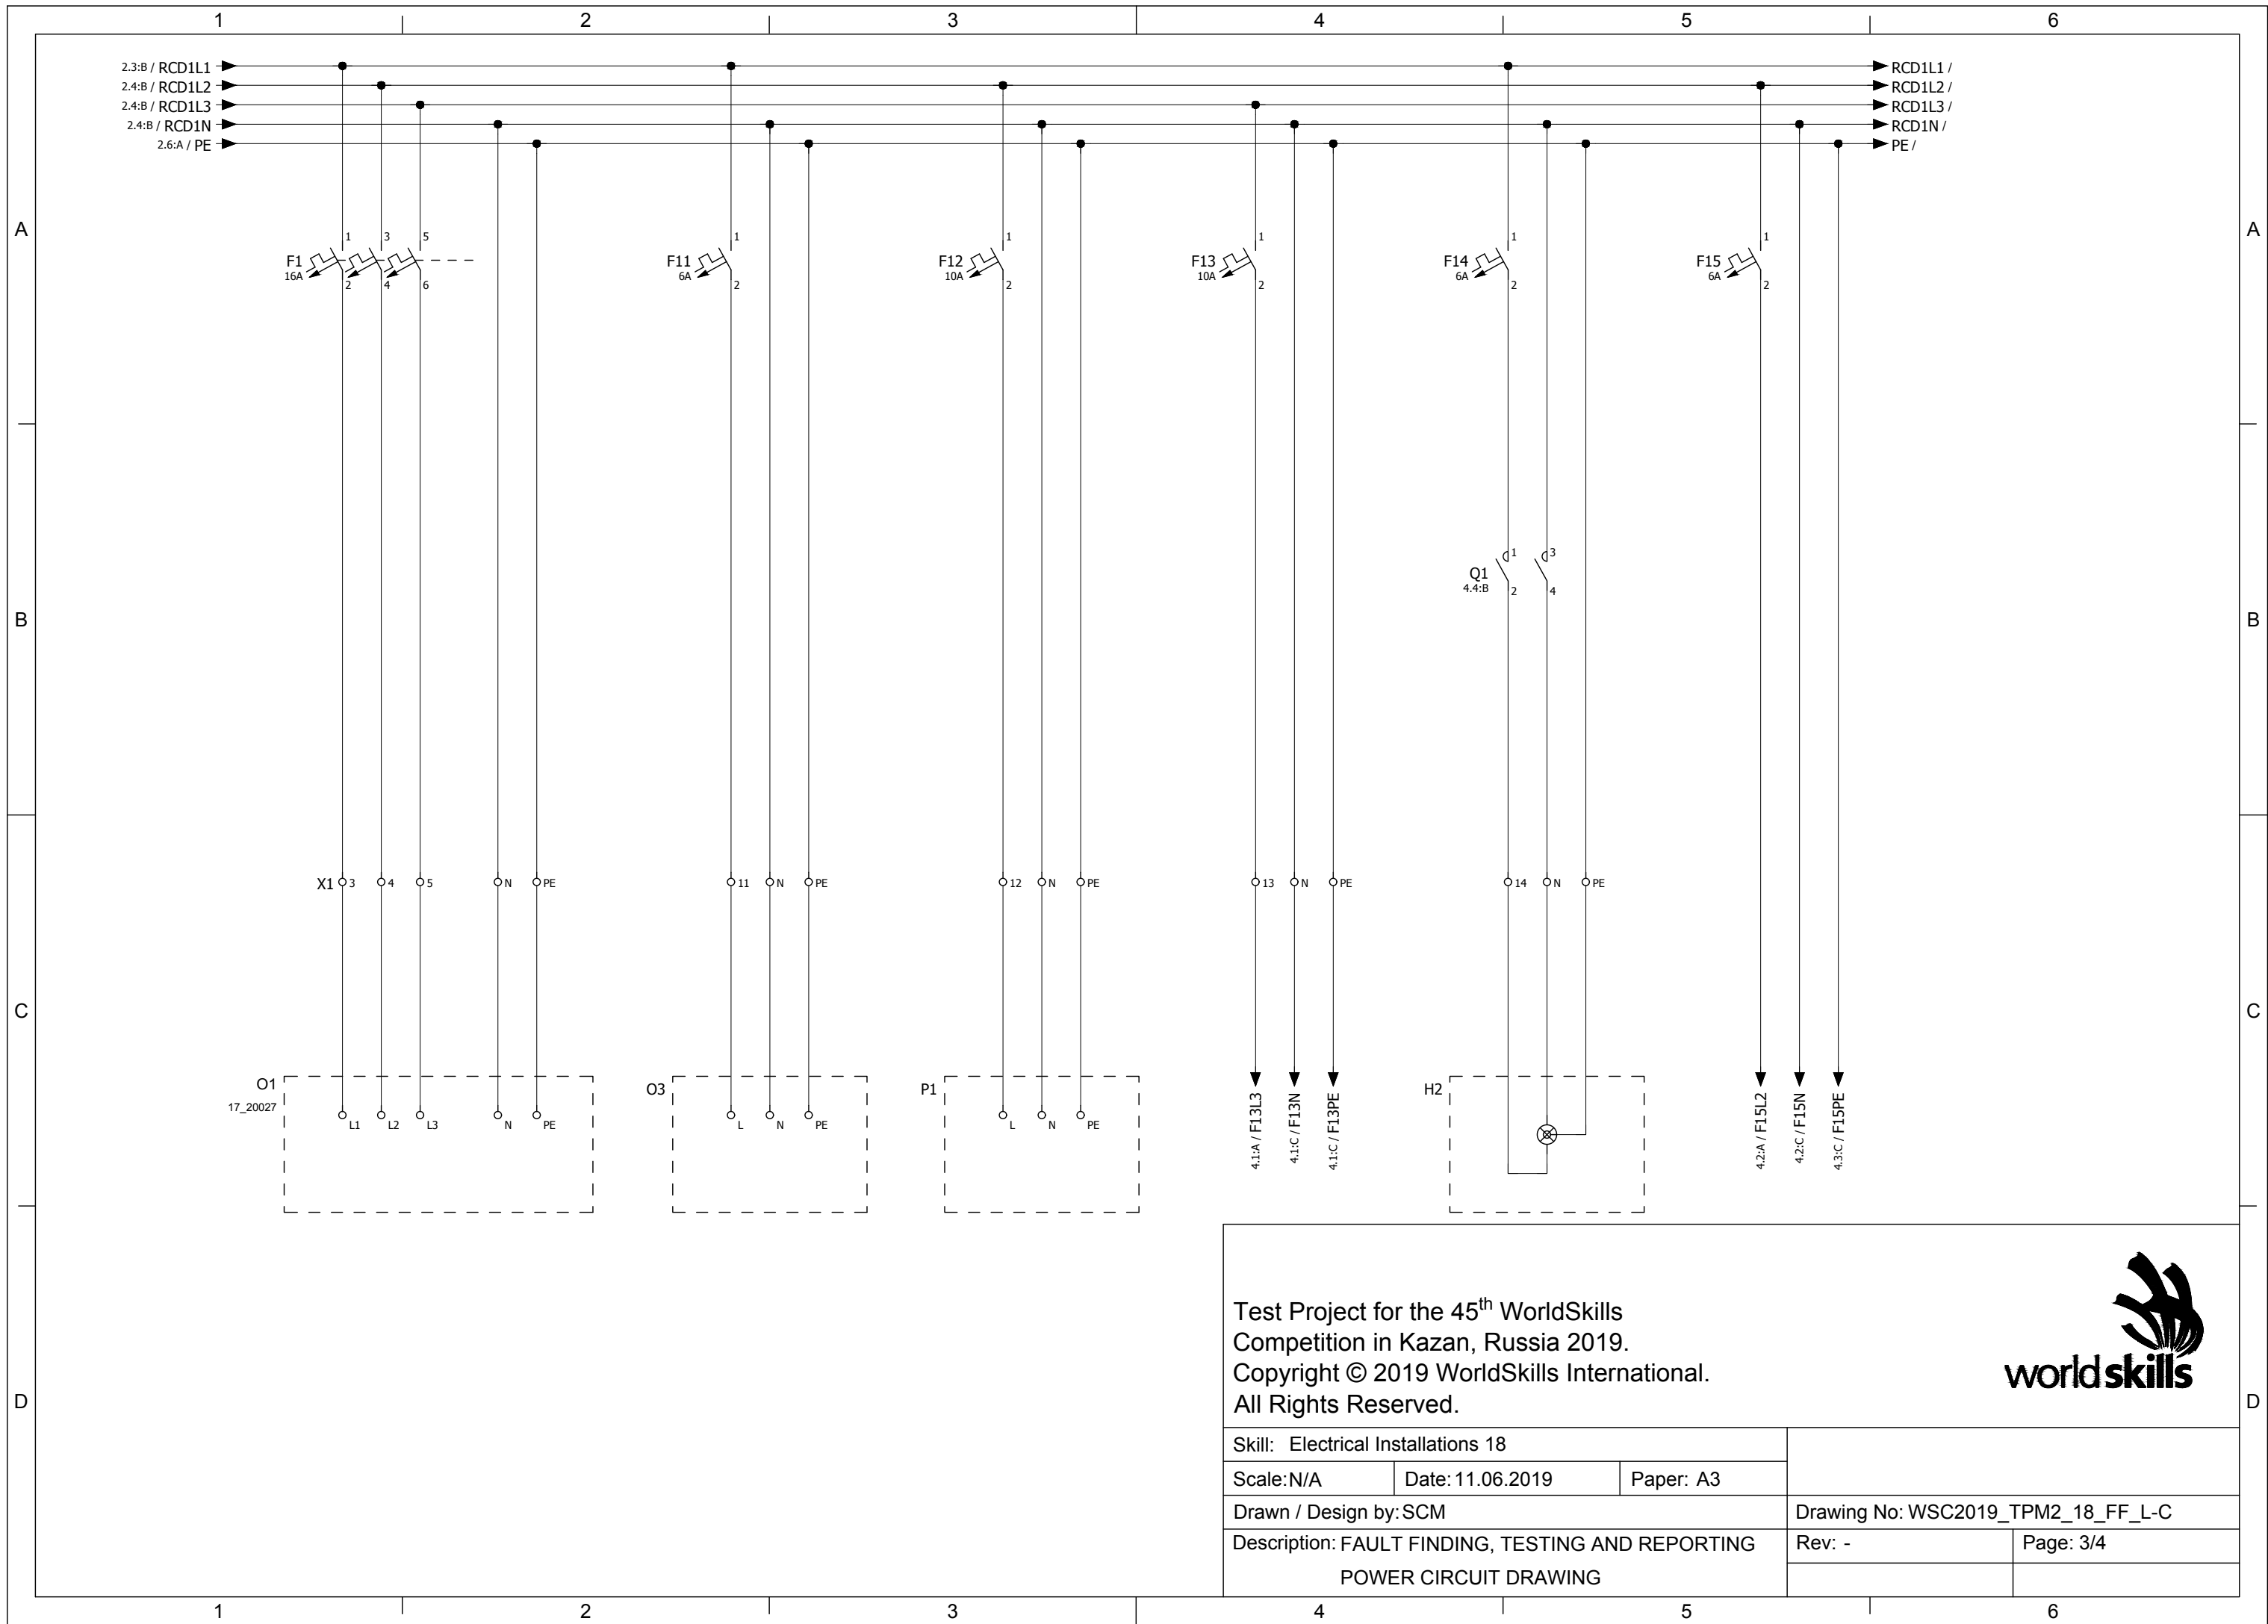 1 2 3 4 5 6
2.3:B / RCD1L1 RCD1L1 /
2.4:B / RCD1L2 RCD1L2 /
2.4:B / RCD1L3 RCD1L3 /
2.4:B / RCD1N RCD1N /
2.6:A / PE PE /
A A
1 3 5 1 1 1 1 1
F1 F11 F12 F13 F14 F15
16A 6A 10A 10A 6A 6A
2 4 6 2 2 2 2 2
1 3
Q1
4.4:B 2 4
B B
X1 3 4 5 N PE 11 N PE 12 N PE 13 N PE 14 N PE
C C
O1 O3 P1 H2
17_20027
L1 L2 L3 N PE L N PE L N PE
4.1:A / F13L3
4.1:C / F13N
4.1:C / F13PE
4.2:A / F15L2
4.2:C / F15N
4.3:C / F15PE
Test Project for the 45th WorldSkills
Competition in Kazan, Russia 2019.
Copyright © 2019 WorldSkills International.
All Rights Reserved.
worldskills
D D
Skill: Electrical Installations 18
Scale: N/A Date: 11.06.2019 Paper: A3
Drawn / Design by: SCM Drawing No: WSC2019_TPM2_18_FF_L-C
Description: FAULT FINDING, TESTING AND REPORTING Rev: - Page: 3/4
POWER CIRCUIT DRAWING
1 2 3 4 5 6